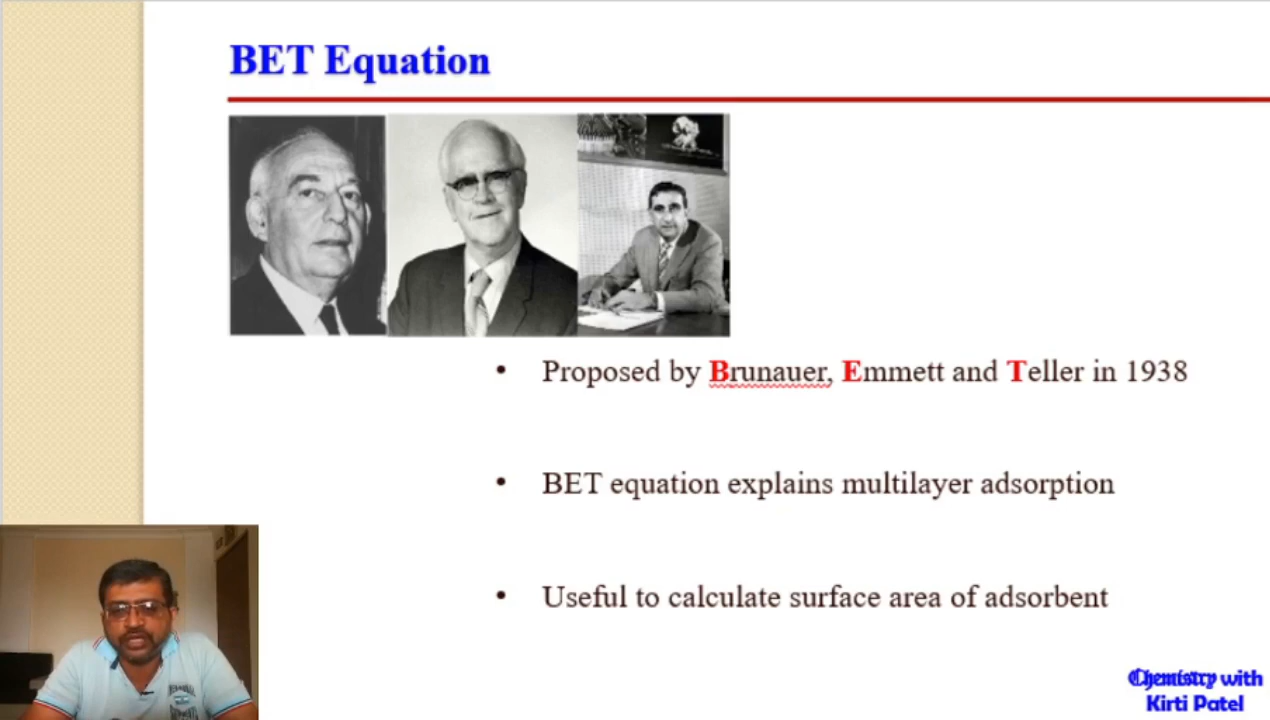 BET Equation
• Proposed by Brunauer, Emmett and Teller in 1938
• BET equation explains multilayer adsorption
• Useful to calculate surface area of adsorbent
Chemistry with
Kirti Patel